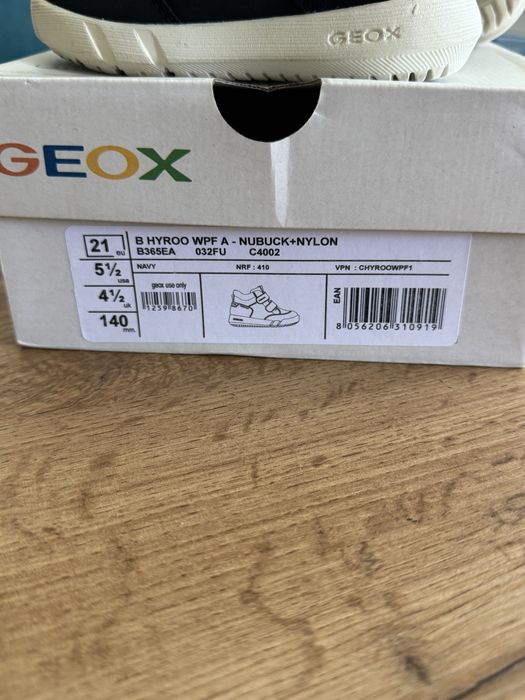 GEOX
GEOX
21 eu
B HYROO WPF A - NUBUCK+NYLON
B365EA 032FU C4002
5½ usa
NAVY NRF : 410 VPN : CHYROOWPF1
4½ uk
geox use only
12598670
EAN
8 056206 310919
140 mm